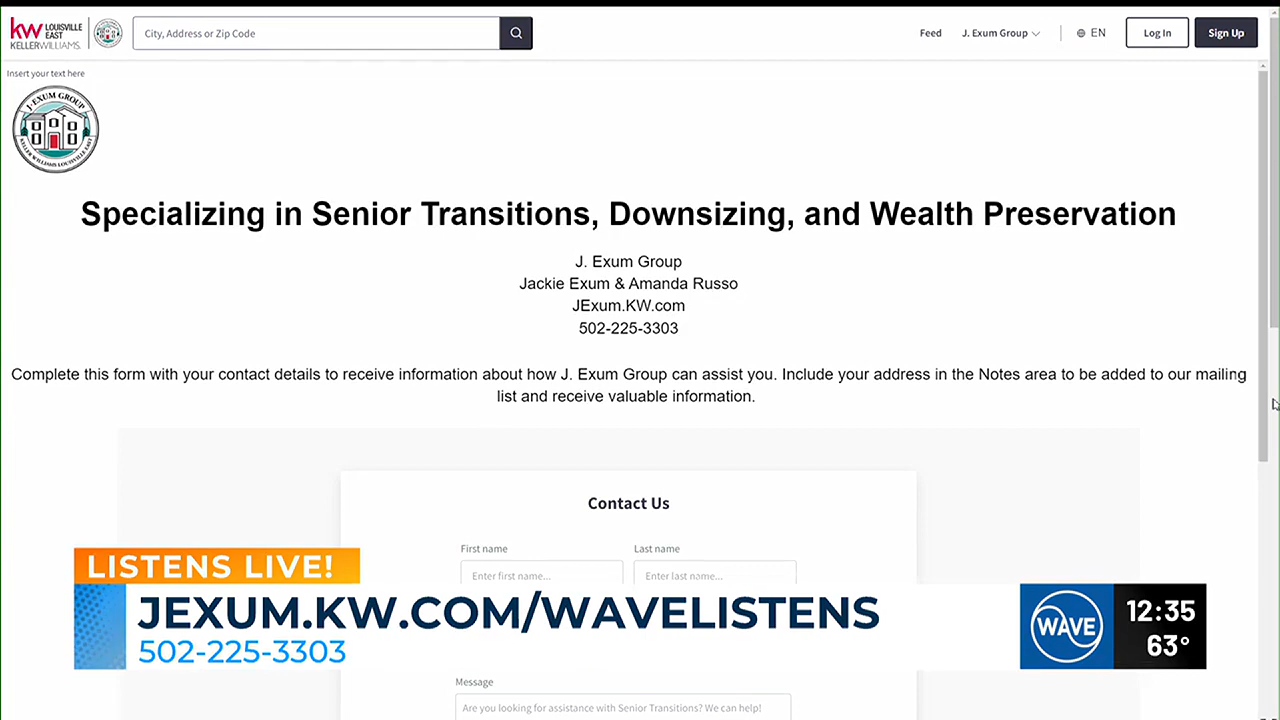 kw LOUISVILLE EAST
KELLERWILLIAMS.
City, Address or Zip Code
Feed
J. Exum Group
EN
Log In
Sign Up
Insert your text here
J. EXUM GROUP
KELLER WILLIAMS LOUISVILLE EAST
Specializing in Senior Transitions, Downsizing, and Wealth Preservation
J. Exum Group
Jackie Exum & Amanda Russo
JExum.KW.com
502-225-3303
Complete this form with your contact details to receive information about how J. Exum Group can assist you. Include your address in the Notes area to be added to our mailing
list and receive valuable information.
Contact Us
First name
Last name
Enter first name...
Enter last name...
LISTENS LIVE!
JEXUM.KW.COM/WAVELISTENS
502-225-3303
WAVE
12:35
63°
Message
Are you looking for assistance with Senior Transitions? We can help!